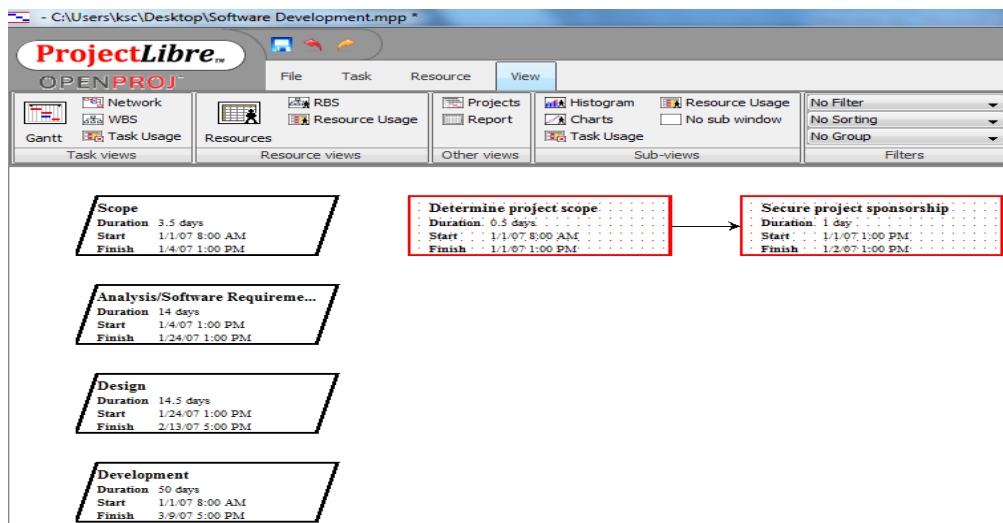 - C:\Users\ksc\Desktop\Software Development.mpp *
ProjectLibre™
OPENPROJ
File Task Resource View
Gantt
Network
WBS
Task Usage
Task views
Resources
RBS
Resource Usage
Resource views
Projects
Report
Other views
Histogram
Charts
Task Usage
Resource Usage
No sub window
Sub-views
No Filter
No Sorting
No Group
Filters
Scope
Duration 3.5 days
Start 1/1/07 8:00 AM
Finish 1/4/07 1:00 PM
Determine project scope
Duration 0.5 days
Start 1/1/07 8:00 AM
Finish 1/1/07 1:00 PM
Secure project sponsorship
Duration 1 day
Start 1/1/07 1:00 PM
Finish 1/2/07 1:00 PM
Analysis/Software Requireme...
Duration 14 days
Start 1/4/07 1:00 PM
Finish 1/24/07 1:00 PM
Design
Duration 14.5 days
Start 1/24/07 1:00 PM
Finish 2/13/07 5:00 PM
Development
Duration 50 days
Start 1/1/07 8:00 AM
Finish 3/9/07 5:00 PM